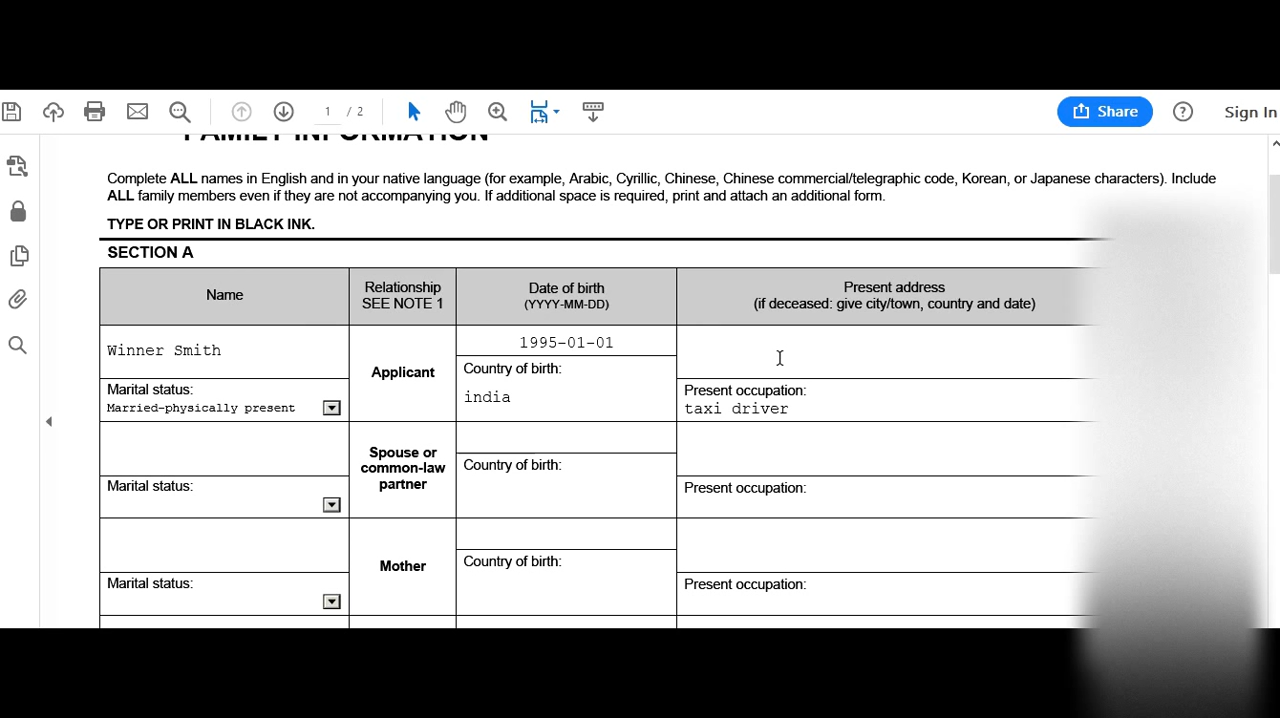 1 / 2
Share
Sign In
FAMILY INFORMATION
Complete ALL names in English and in your native language (for example, Arabic, Cyrillic, Chinese, Chinese commercial/telegraphic code, Korean, or Japanese characters). Include
ALL family members even if they are not accompanying you. If additional space is required, print and attach an additional form.
TYPE OR PRINT IN BLACK INK.
SECTION A
Name
Relationship
SEE NOTE 1
Date of birth
(YYYY-MM-DD)
Present address
(if deceased: give city/town, country and date)
Winner Smith
Applicant
1995-01-01
Country of birth:
india
Marital status:
Married-physically present
Present occupation:
taxi driver
Spouse or
common-law
partner
Country of birth:
Marital status:
Present occupation:
Mother
Country of birth:
Marital status:
Present occupation: